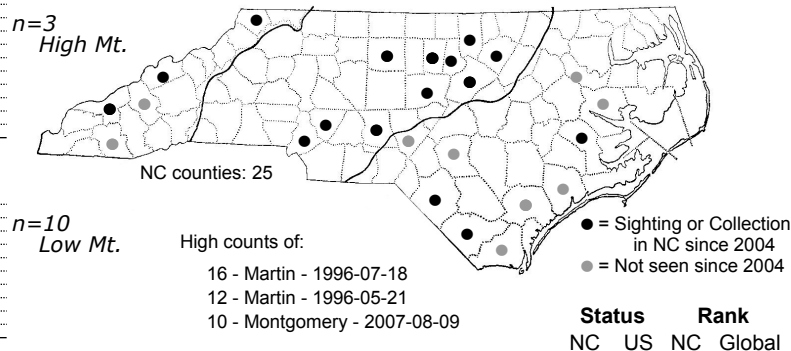 n=3
High Mt.
NC counties: 25
n=10
Low Mt.
High counts of:
16 - Martin - 1996-07-18
12 - Martin - 1996-05-21
10 - Montgomery - 2007-08-09
= Sighting or Collection
in NC since 2004
= Not seen since 2004
Status Rank
NC US NC Global